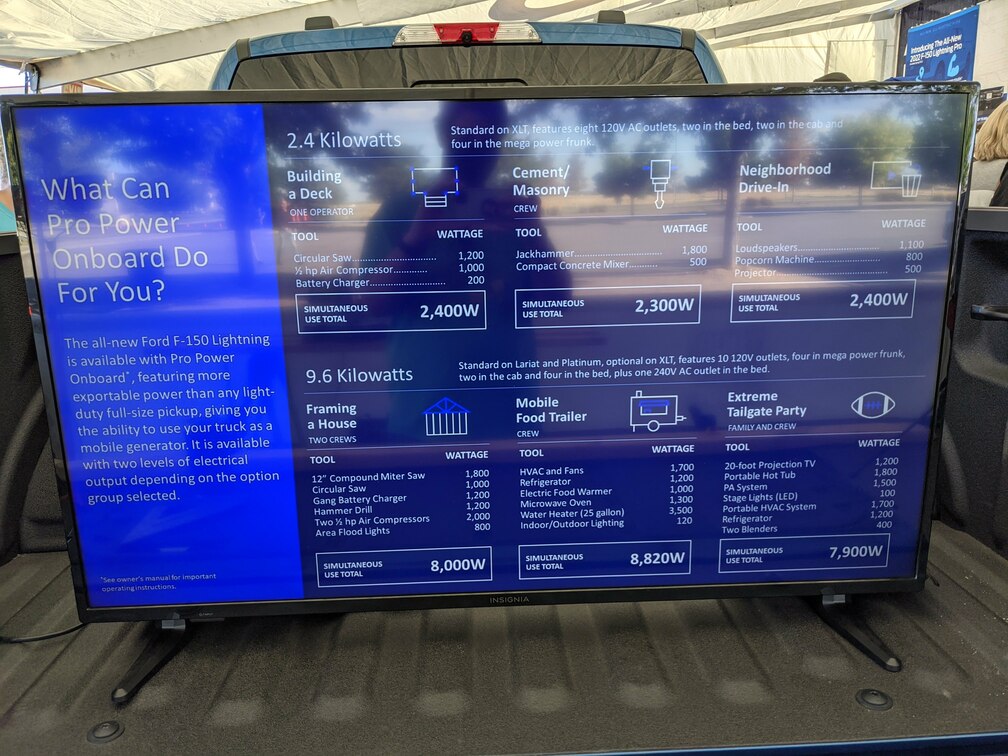 Introducing The All-New
2022 F-150 Lightning Pro
What Can
Pro Power
Onboard Do
For You?
The all-new Ford F-150 Lightning
is available with Pro Power
Onboard*, featuring more
exportable power than any light-
duty full-size pickup, giving you
the ability to use your truck as a
mobile generator. It is available
with two levels of electrical
output depending on the option
group selected.
*See owner's manual for important
operating instructions.
2.4 Kilowatts
Standard on XLT, features eight 120V AC outlets, two in the bed, two in the cab and
four in the mega power frunk.
Building
a Deck
ONE OPERATOR
TOOL WATTAGE
Circular Saw................................ 1,200
½ hp Air Compressor............. 1,000
Battery Charger............................ 200
SIMULTANEOUS
USE TOTAL
2,400W
Cement/
Masonry
CREW
TOOL WATTAGE
Jackhammer................................ 1,800
Compact Concrete Mixer.......... 500
SIMULTANEOUS
USE TOTAL
2,300W
Neighborhood
Drive-In
TOOL WATTAGE
Loudspeakers................................ 1,100
Popcorn Machine........................ 800
Projector........................................ 500
SIMULTANEOUS
USE TOTAL
2,400W
9.6 Kilowatts
Standard on Lariat and Platinum, optional on XLT, features 10 120V outlets, four in mega power frunk,
two in the cab and four in the bed, plus one 240V AC outlet in the bed.
Framing
a House
TWO CREWS
TOOL WATTAGE
12" Compound Miter Saw 1,800
Circular Saw 1,000
Gang Battery Charger 1,200
Hammer Drill 1,200
Two ½ hp Air Compressors 2,000
Area Flood Lights 800
SIMULTANEOUS
USE TOTAL
8,000W
Mobile
Food Trailer
CREW
TOOL WATTAGE
HVAC and Fans 1,700
Refrigerator 1,200
Electric Food Warmer 1,000
Microwave Oven 1,300
Water Heater (25 gallon) 3,500
Indoor/Outdoor Lighting 120
SIMULTANEOUS
USE TOTAL
8,820W
Extreme
Tailgate Party
FAMILY AND CREW
TOOL WATTAGE
20-foot Projection TV 1,200
Portable Hot Tub 1,800
PA System 1,500
Stage Lights (LED) 100
Portable HVAC System 1,700
Refrigerator 1,200
Two Blenders 400
SIMULTANEOUS
USE TOTAL
7,900W
INSIGNIA